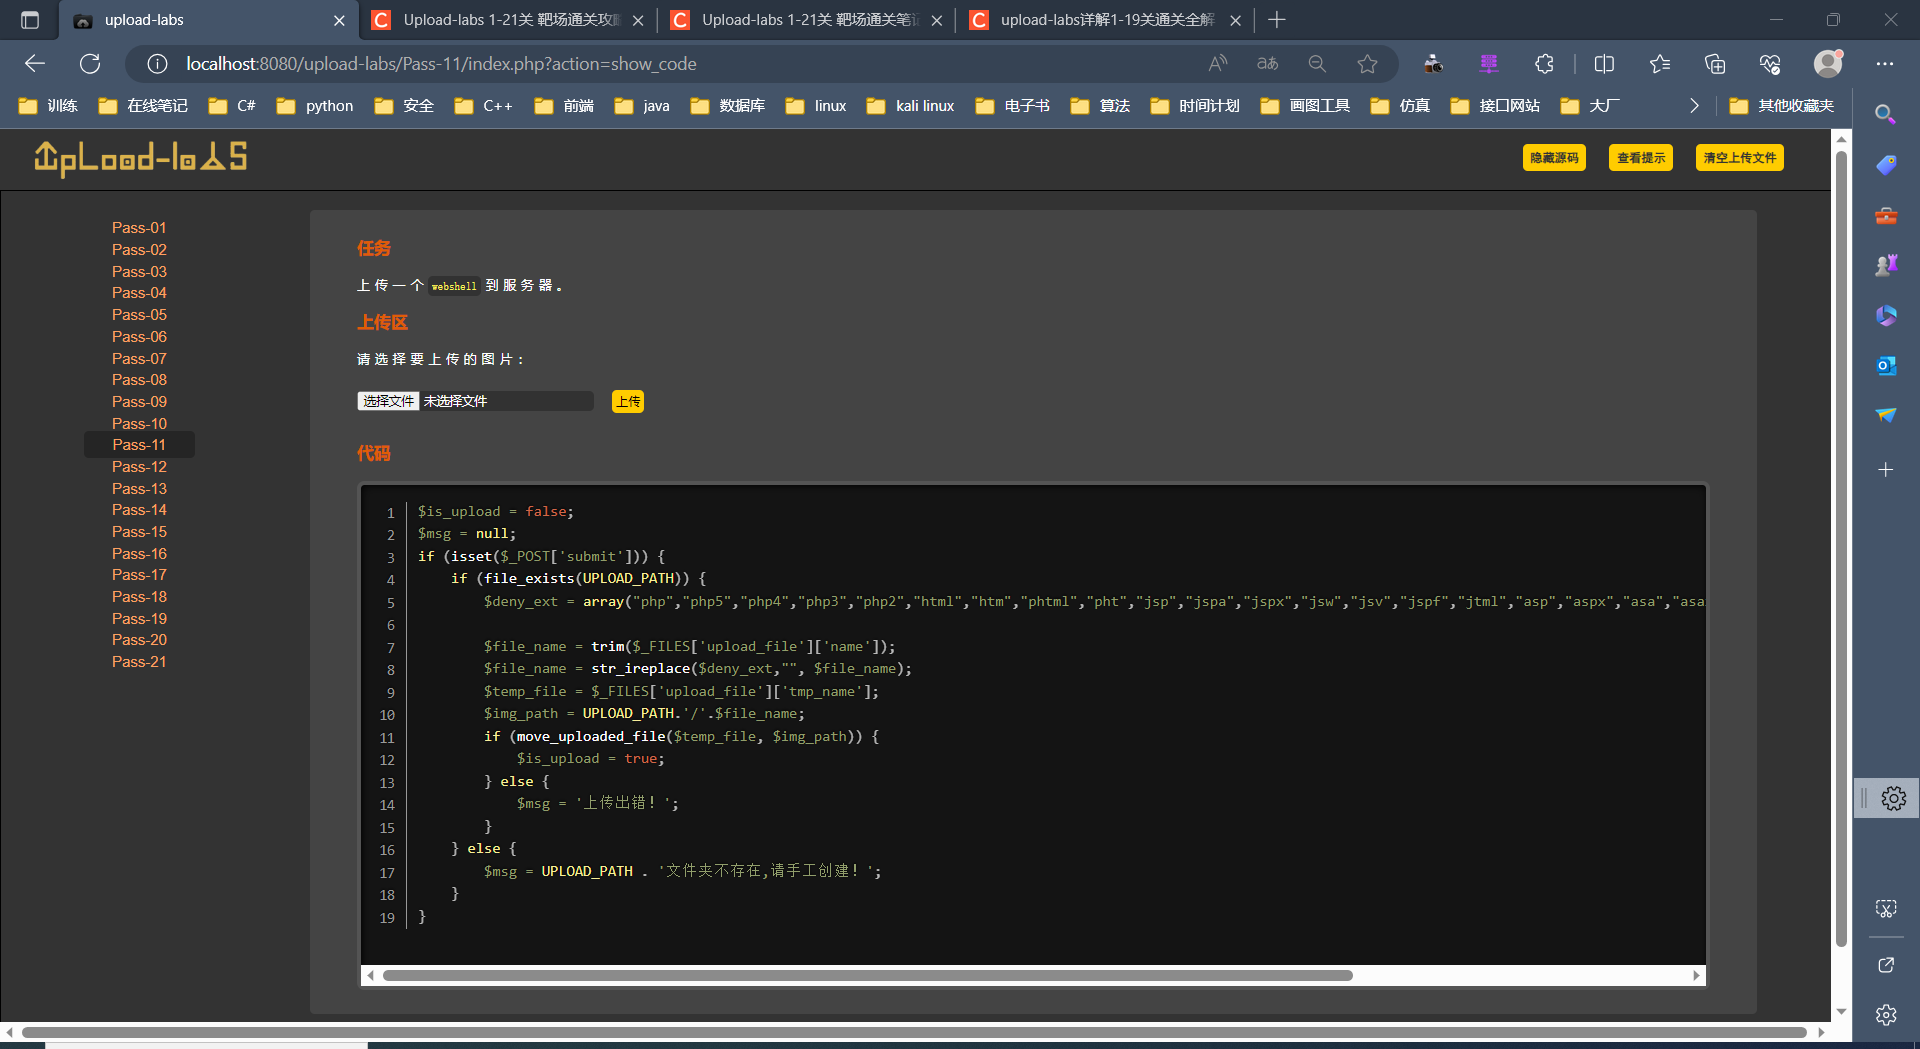 upload-labs
Upload-labs 1-21关 靶场通关攻略
Upload-labs 1-21关 靶场通关笔记
upload-labs详解1-19关通关全解
localhost:8080/upload-labs/Pass-11/index.php?action=show_code
训练 在线笔记 C# python 安全 C++ 前端 java 数据库 linux kali linux 电子书 算法 时间计划 画图工具 仿真 接口网站 大厂 其他收藏夹
UpLoad-labs
隐藏源码 查看提示 清空上传文件
Pass-01
Pass-02
Pass-03
Pass-04
Pass-05
Pass-06
Pass-07
Pass-08
Pass-09
Pass-10
Pass-11
Pass-12
Pass-13
Pass-14
Pass-15
Pass-16
Pass-17
Pass-18
Pass-19
Pass-20
Pass-21
任务
上传一个webshell到服务器。
上传区
请选择要上传的图片：
选择文件 未选择文件 上传
代码
1 $is_upload = false;
2 $msg = null;
3 if (isset($_POST['submit'])) {
4 if (file_exists(UPLOAD_PATH)) {
5 $deny_ext = array("php","php5","php4","php3","php2","html","htm","phtml","pht","jsp","jspa","jspx","jsw","jsv","jspf","jtml","asp","aspx","asa","asa
6
7 $file_name = trim($_FILES['upload_file']['name']);
8 $file_name = str_ireplace($deny_ext,"", $file_name);
9 $temp_file = $_FILES['upload_file']['tmp_name'];
10 $img_path = UPLOAD_PATH.'/'.$file_name;
11 if (move_uploaded_file($temp_file, $img_path)) {
12 $is_upload = true;
13 } else {
14 $msg = '上传出错！';
15 }
16 } else {
17 $msg = UPLOAD_PATH . '文件夹不存在,请手工创建！';
18 }
19 }